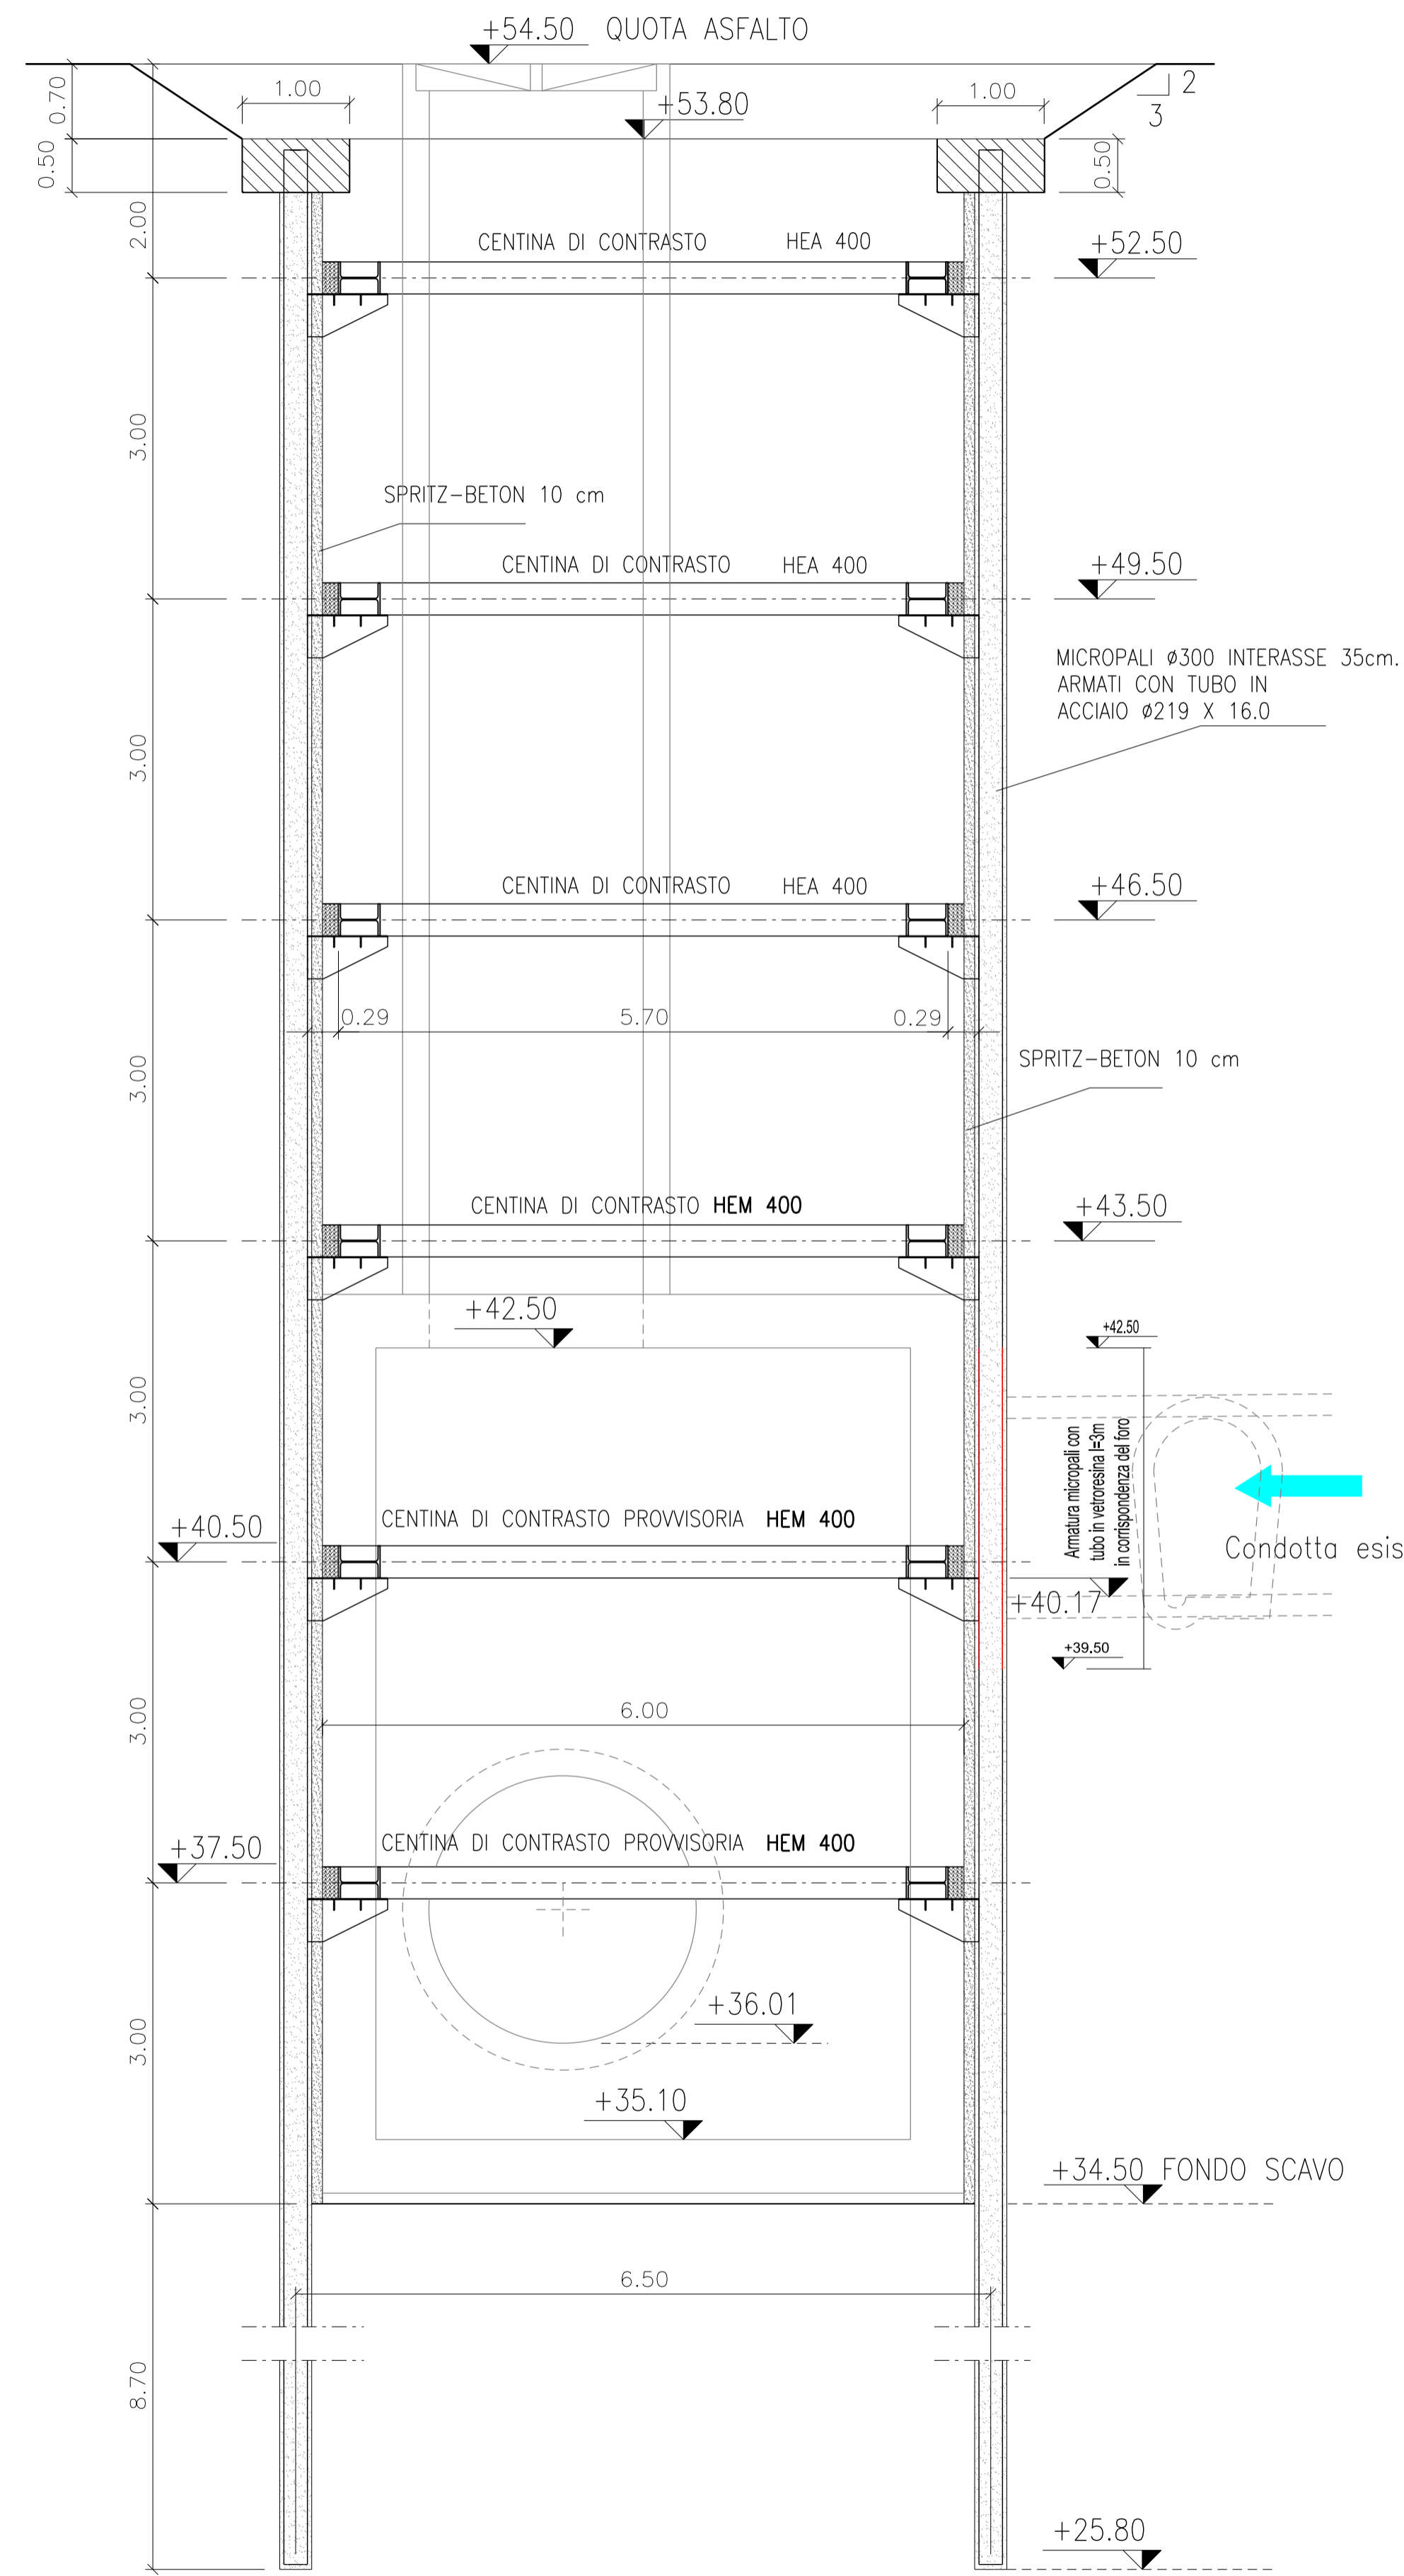 +54.50 QUOTA ASFALTO
0.70
1.00
+53.80
1.00
2
3
0.50
0.50
2.00
CENTINA DI CONTRASTO HEA 400
+52.50
3.00
SPRITZ-BETON 10 cm
CENTINA DI CONTRASTO HEA 400
+49.50
MICROPALI ø300 INTERASSE 35cm.
ARMATI CON TUBO IN
ACCIAIO ø219 X 16.0
3.00
CENTINA DI CONTRASTO HEA 400
+46.50
0.29
5.70
0.29
3.00
SPRITZ-BETON 10 cm
CENTINA DI CONTRASTO HEM 400
+43.50
+42.50
+42.50
3.00
Armatura micropali con
tubo in vetroresina l=3m
in corrispondenza del foro
CENTINA DI CONTRASTO PROVVISORIA HEM 400
+40.50
Condotta esis
+40.17
+39.50
3.00
6.00
CENTINA DI CONTRASTO PROVVISORIA HEM 400
+37.50
+36.01
3.00
+35.10
+34.50 FONDO SCAVO
6.50
8.70
+25.80